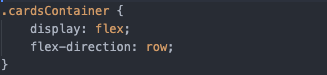 .cardsContainer {
    display: flex;
    flex-direction: row;
}